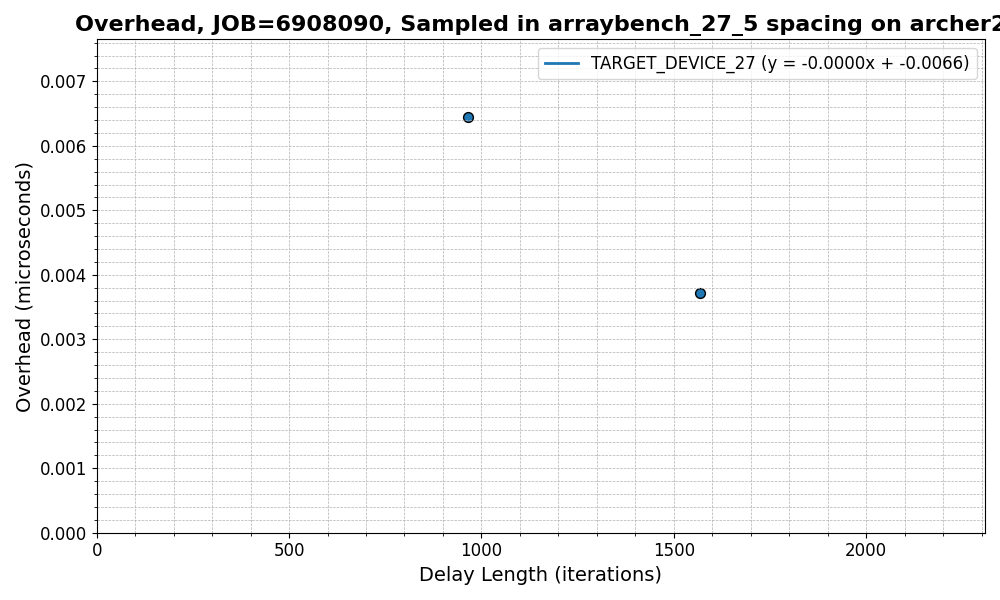 Overhead, JOB=6908090, Sampled in arraybench_27_5 spacing on archer2
TARGET_DEVICE_27 (y = -0.0000x + -0.0066)
Overhead (microseconds)
0.007
0.006
0.005
0.004
0.003
0.002
0.001
0.000
0 500 1000 1500 2000
Delay Length (iterations)